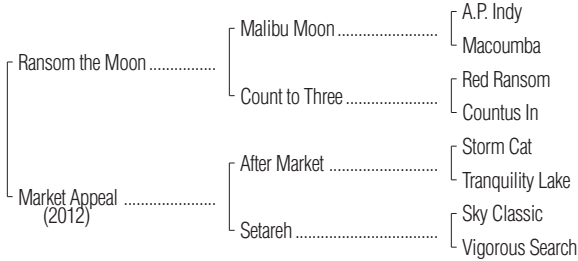 A.P. Indy
Malibu Moon ........................
Macoumba
Ransom the Moon ................
Red Ransom
Count to Three ......................
Countus In
Storm Cat
After Market ..........................
Tranquility Lake
Market Appeal ......................
(2012)
Sky Classic
Setareh ..................................
Vigorous Search